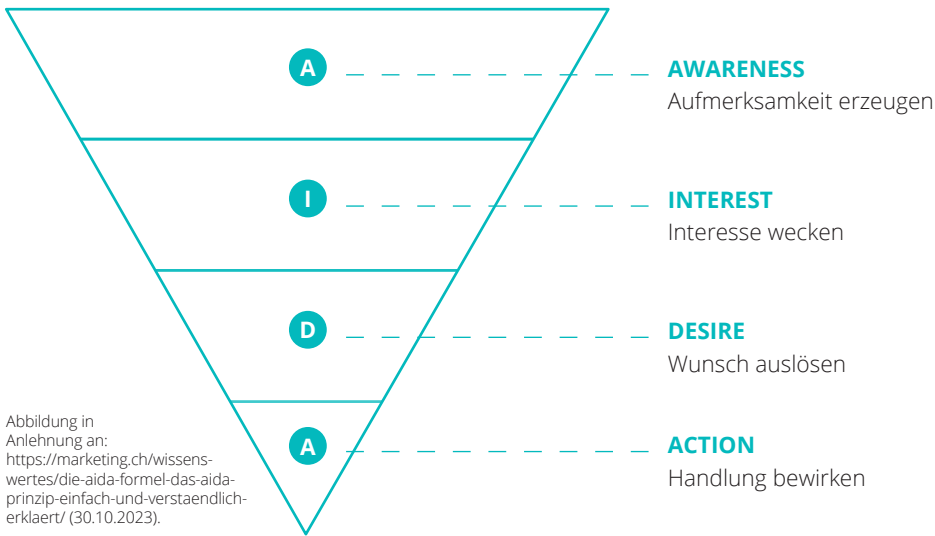 A
AWARENESS
Aufmerksamkeit erzeugen
I
INTEREST
Interesse wecken
D
DESIRE
Wunsch auslösen
A
ACTION
Handlung bewirken
Abbildung in
Anlehnung an:
https://marketing.ch/wissens-
wertes/die-aida-formel-das-aida-
prinzip-einfach-und-verstaendlich-
erklaert/ (30.10.2023).